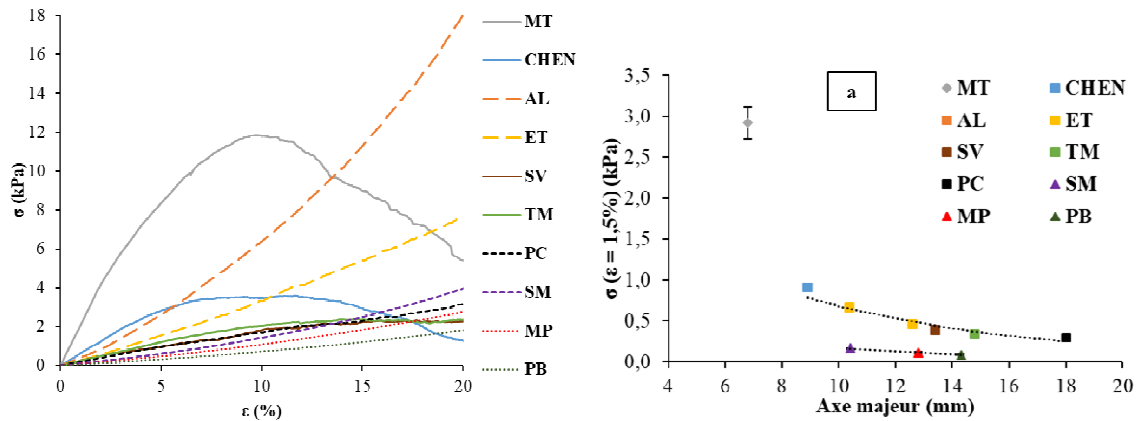 σ (kPa)
18
16
14
12
10
8
6
4
2
0
0 5 10 15 20
ε (%)
MT
CHEN
AL
ET
SV
TM
PC
SM
MP
PB
σ (ε = 1,5%) (kPa)
3,5
3,0
2,5
2,0
1,5
1,0
0,5
0,0
4 6 8 10 12 14 16 18
Axe majeur (mm)
a
MT CHEN
AL ET
SV TM
PC SM
MP PB